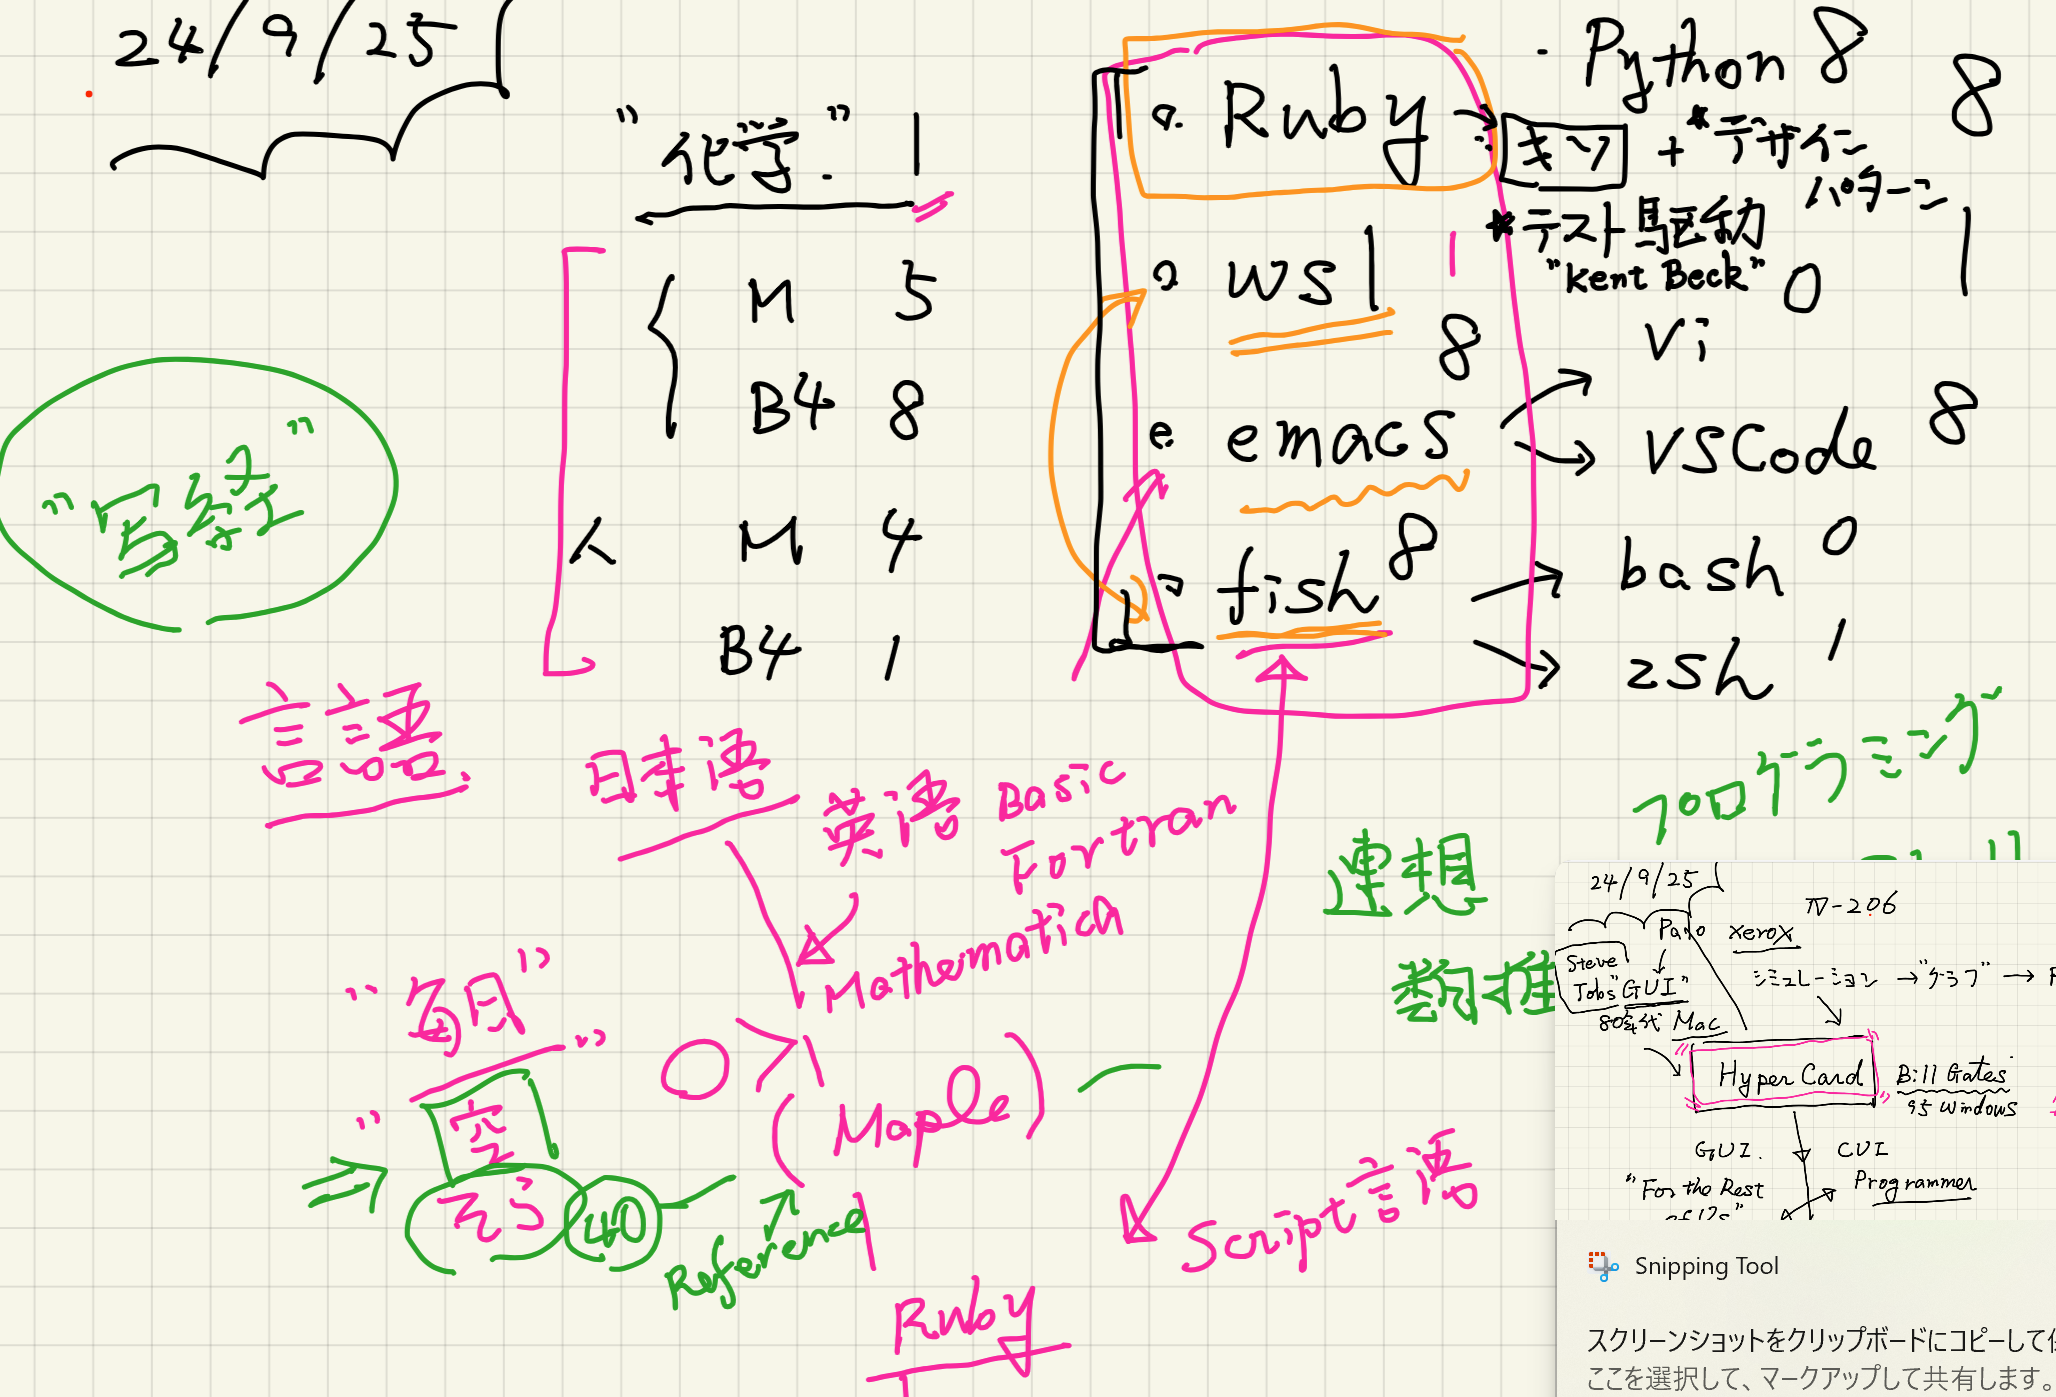 24/9/25
"化学" 1
M 5
B4 8
人 M 4
B4 1
Ruby → キソ + *デザイン
パターン
*テスト駆動
"Kent Beck"
Python 8 8
wsl 1 0 1
emacs 8
vi
VSCode 8
fish 8
bash 0
zsh 1
"写経"
言語
日本語
英語 Basic
Fortran
Mathematica
(Maple)
Ruby
"毎日"
"空
そら
40
Reference
Script言語
プログラミング
連想
類推
24/9/25
IV-206
Palo Xerox
Steve
Jobs "GUI"
シミュレーション → "グラフ" →
80年代 Mac
Hyper Card
Bill Gates
95 Windows
GUI. CUI
"For the Rest
of Us"
Programmer
Snipping Tool
スクリーンショットをクリップボードにコピーして
ここを選択して、マークアップして共有します。